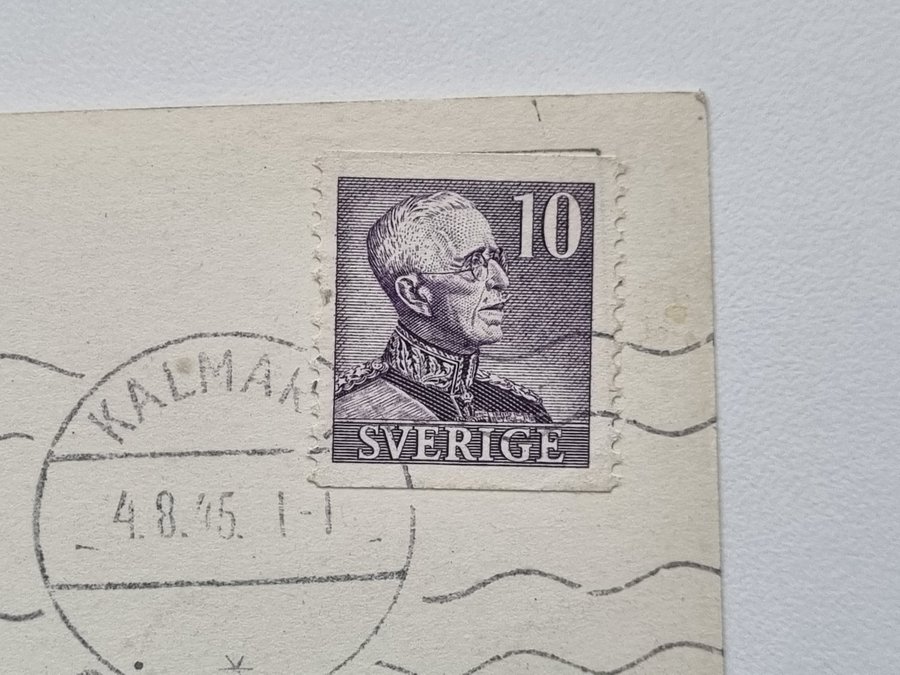 10
SVERIGE
KALMAR
4.8.45. 1-1